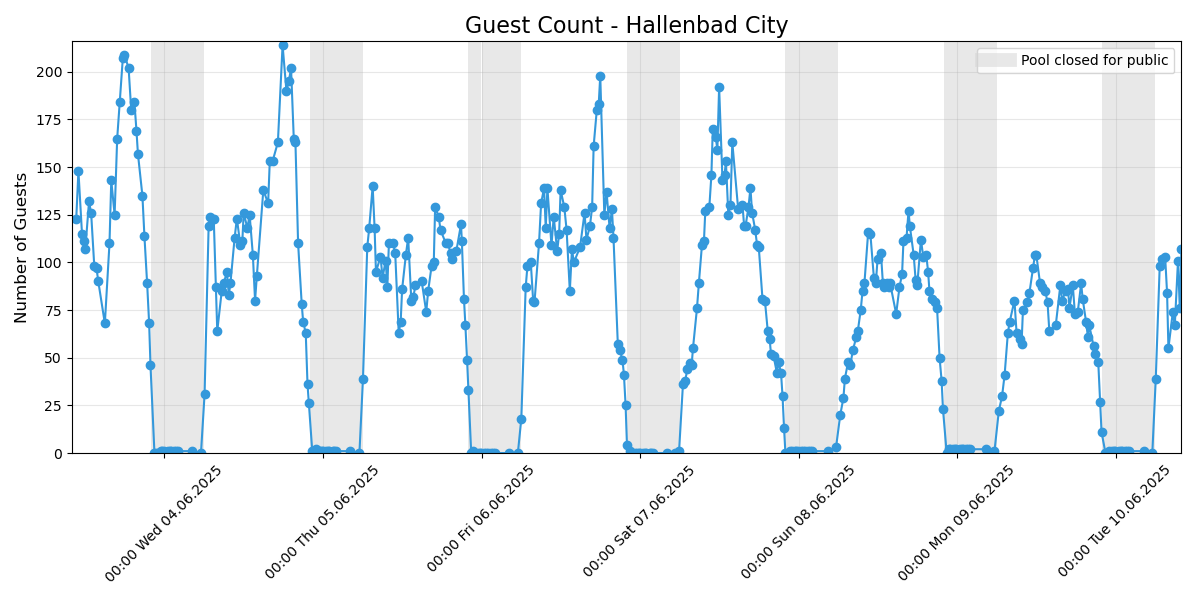 Guest Count - Hallenbad City
Pool closed for public
Number of Guests
200
175
150
125
100
75
50
25
0
00:00 Wed 04.06.2025
00:00 Thu 05.06.2025
00:00 Fri 06.06.2025
00:00 Sat 07.06.2025
00:00 Sun 08.06.2025
00:00 Mon 09.06.2025
00:00 Tue 10.06.2025